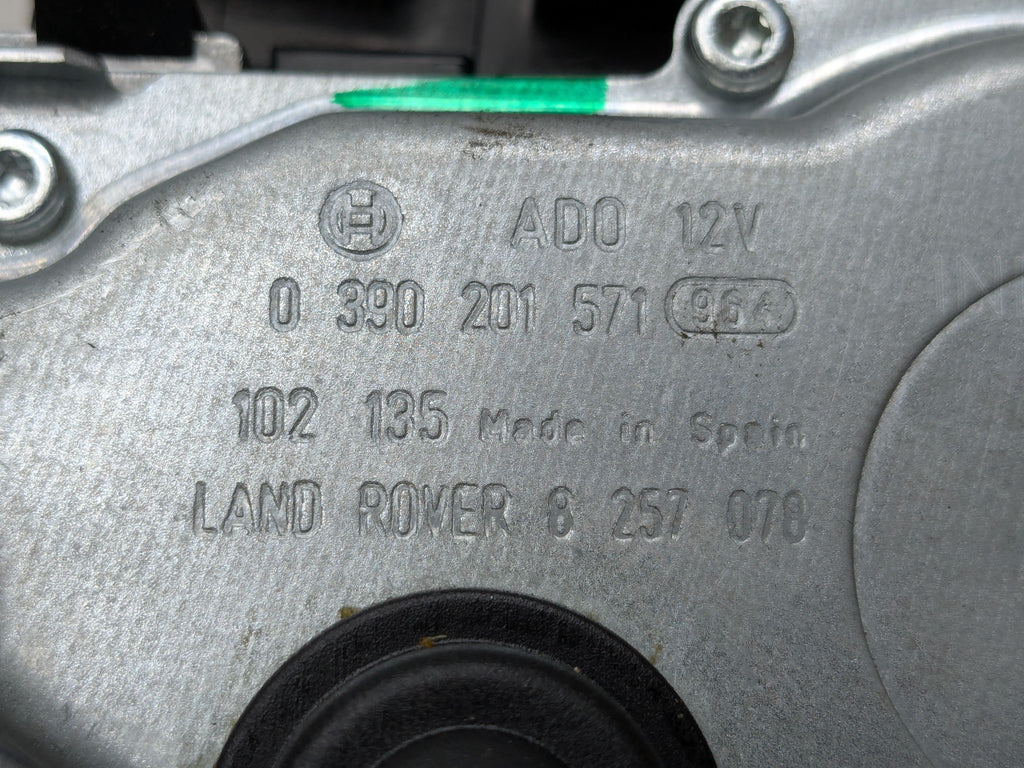 ADO 12V
0 390 201 571 964
102 135 Made in Spain
LAND ROVER 8 257 078